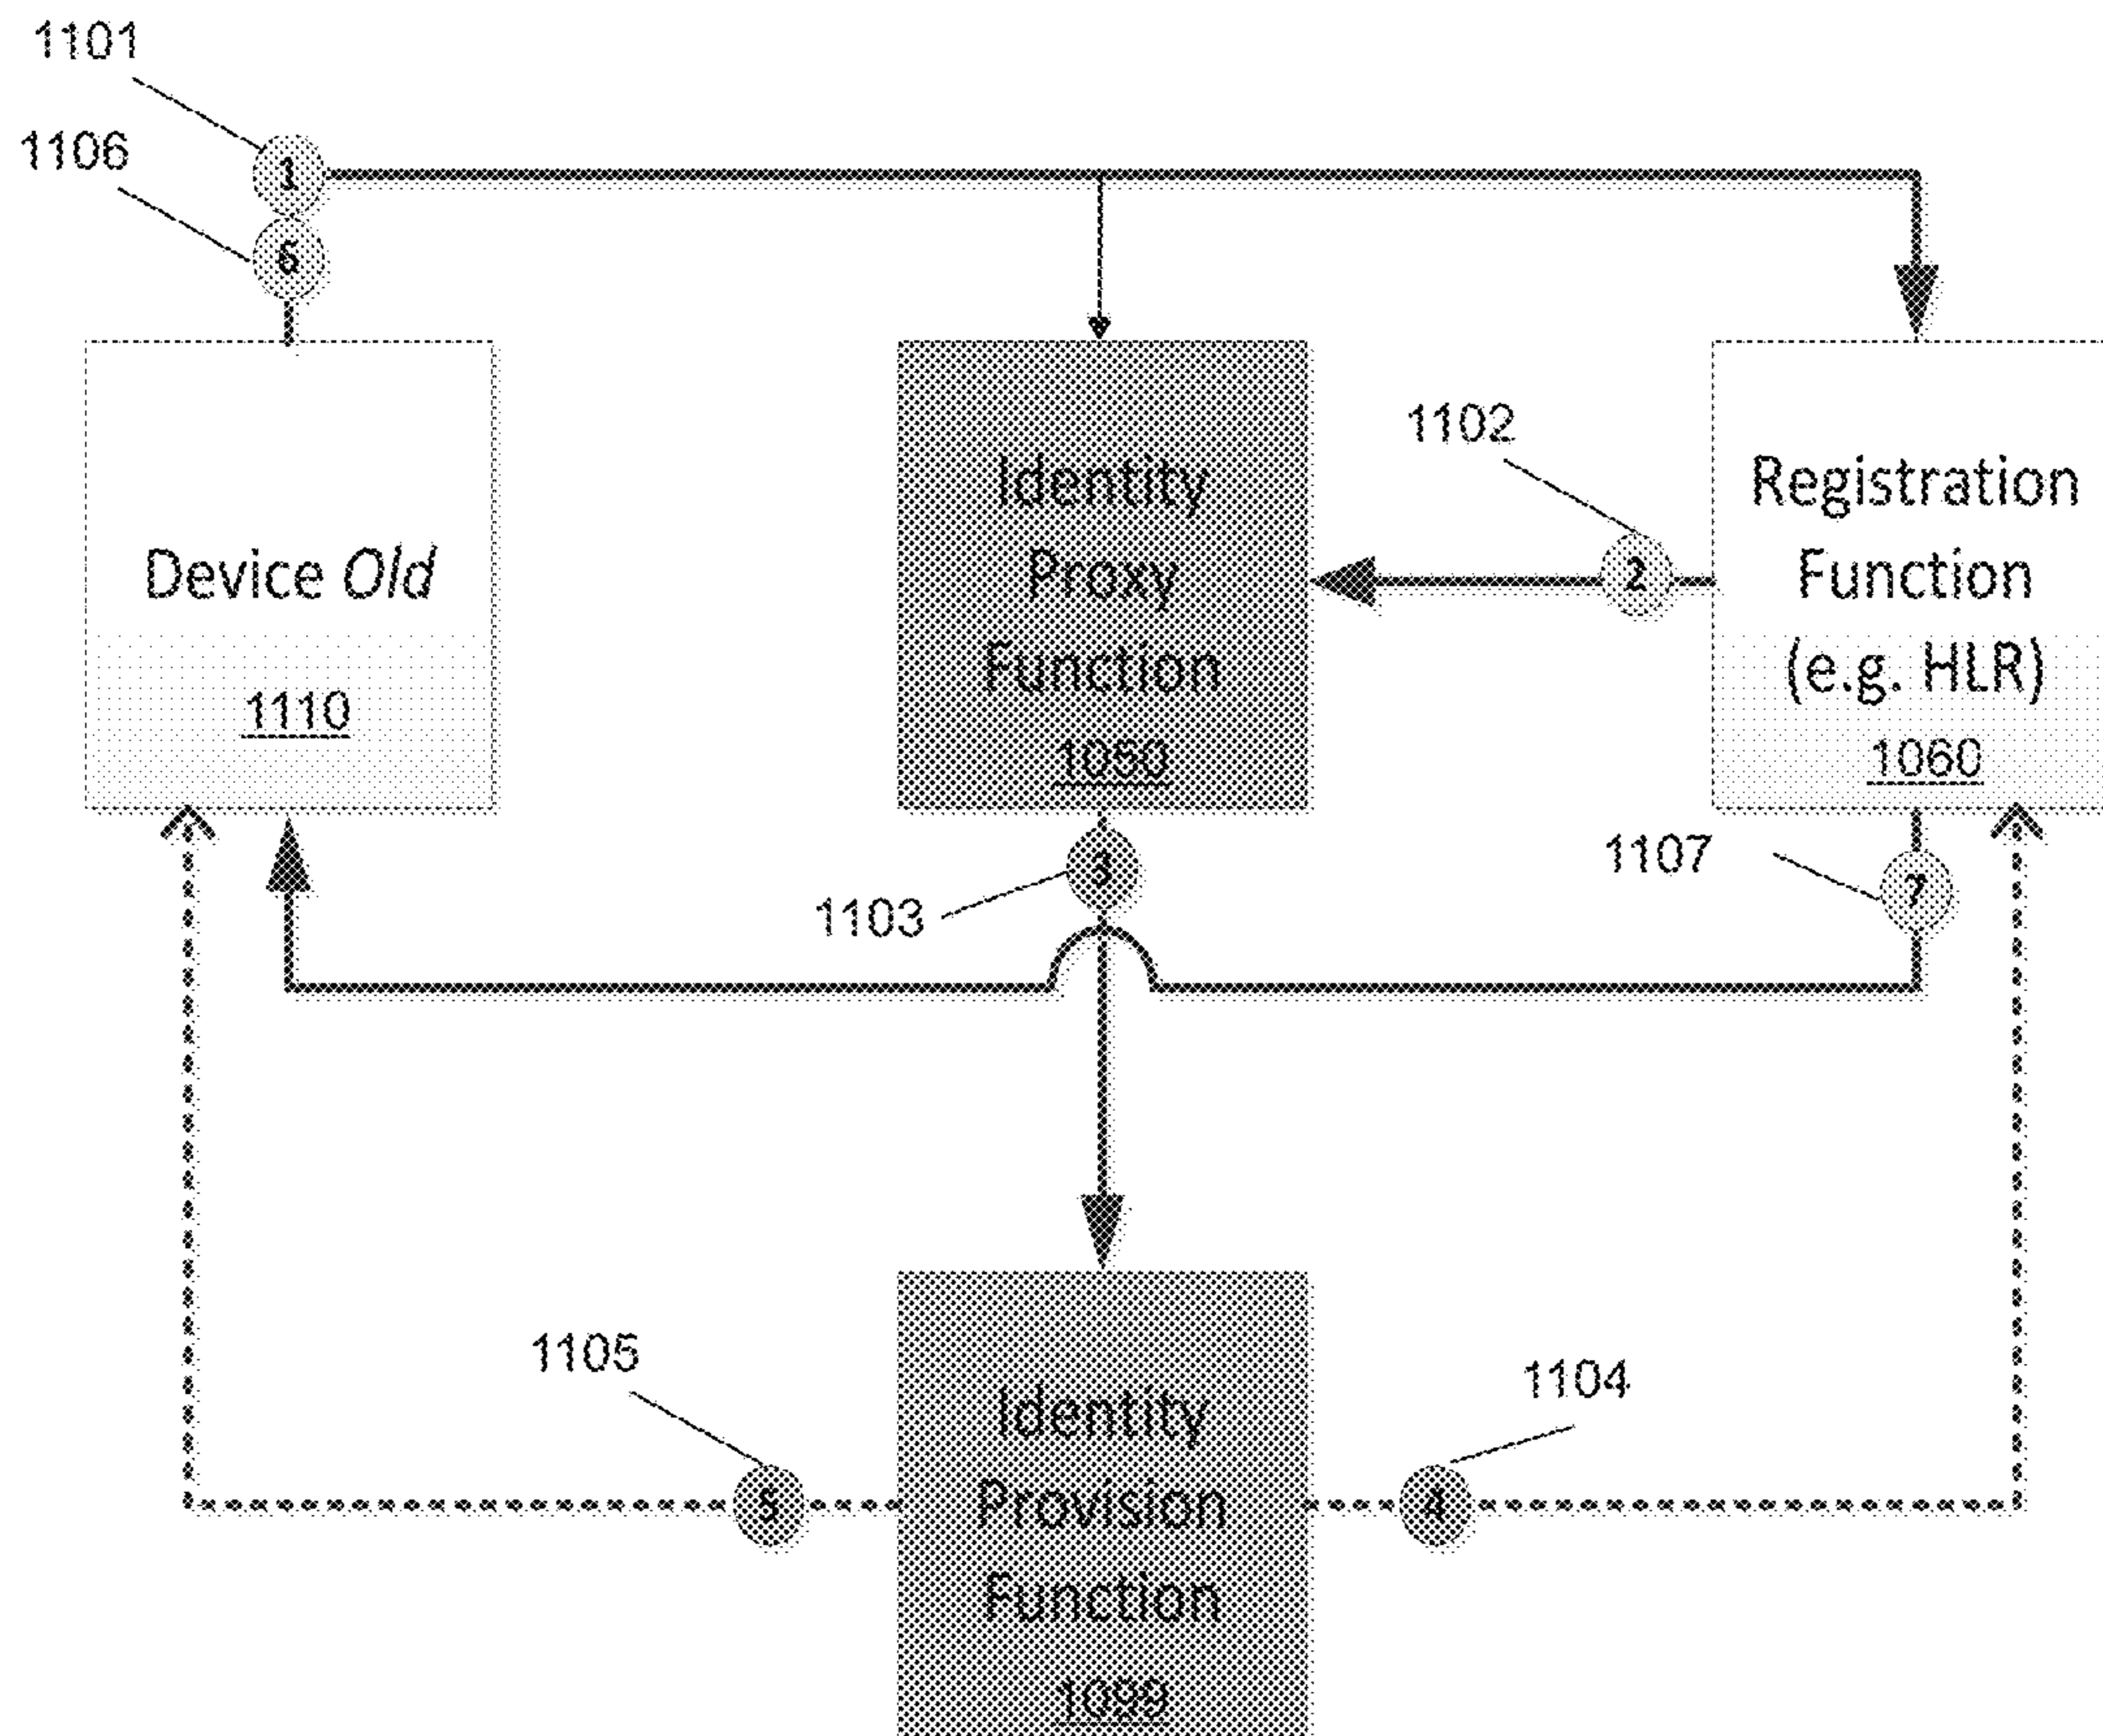 1101
1106
1
6
1102
Device Old
1110
Identity
Proxy
Function
1050
2
Registration
Function
(e.g. HLR)
1060
3
1103
1107
7
1105
1104
5
4
Identity
Provision
Function
1099